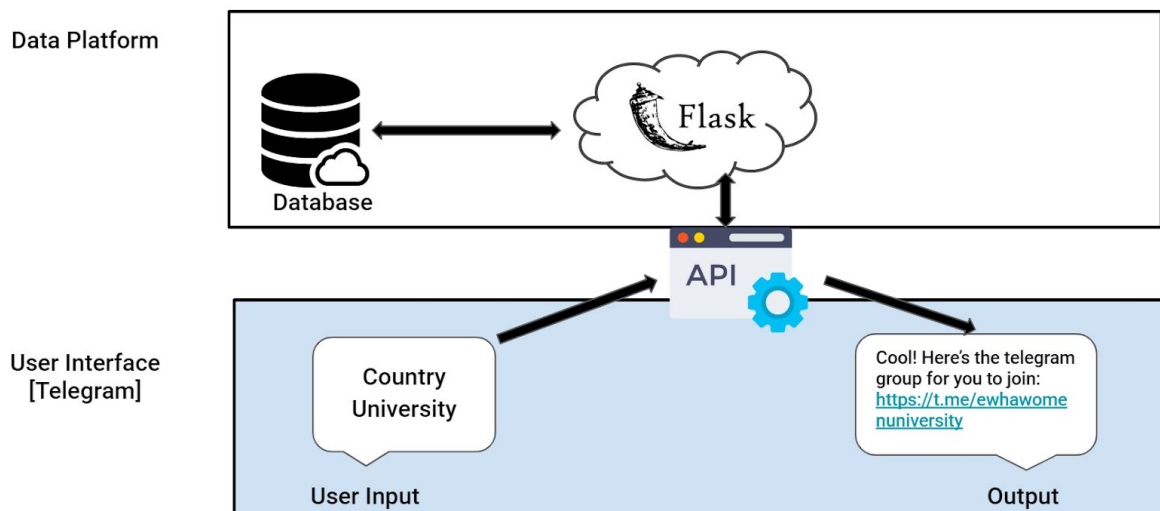 Data Platform
Flask
Database
API
User Interface
[Telegram]
Country
University
Cool! Here's the telegram
group for you to join:
https://t.me/ewhawome
nuniversity
User Input
Output